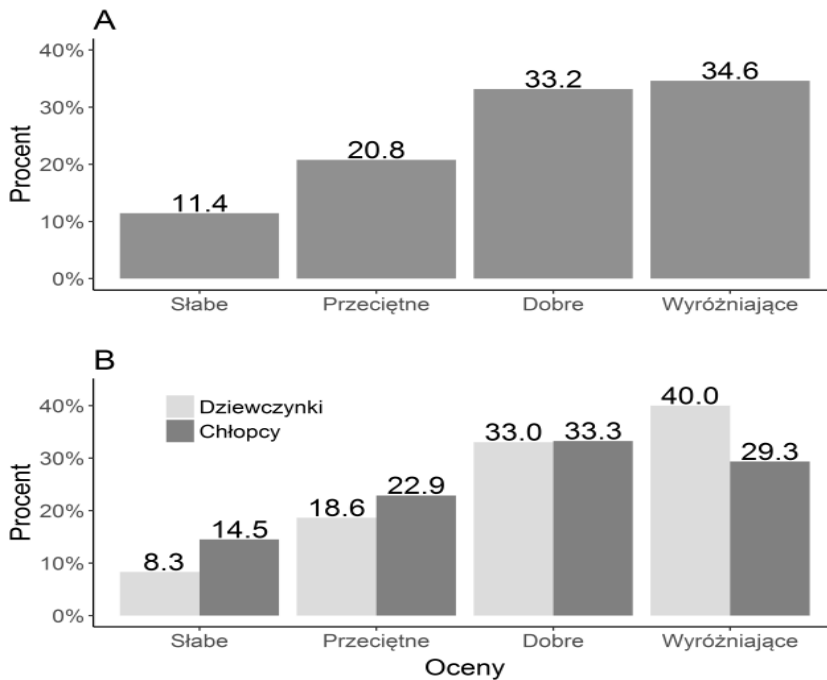 A
Procent
40%
30%
20%
10%
0%
11.4
20.8
33.2
34.6
Słabe Przeciętne Dobre Wyróżniające
B
Procent
40%
30%
20%
10%
0%
Dziewczynki
Chłopcy
8.3 14.5 18.6 22.9 33.0 33.3 40.0 29.3
Słabe Przeciętne Dobre Wyróżniające
Oceny